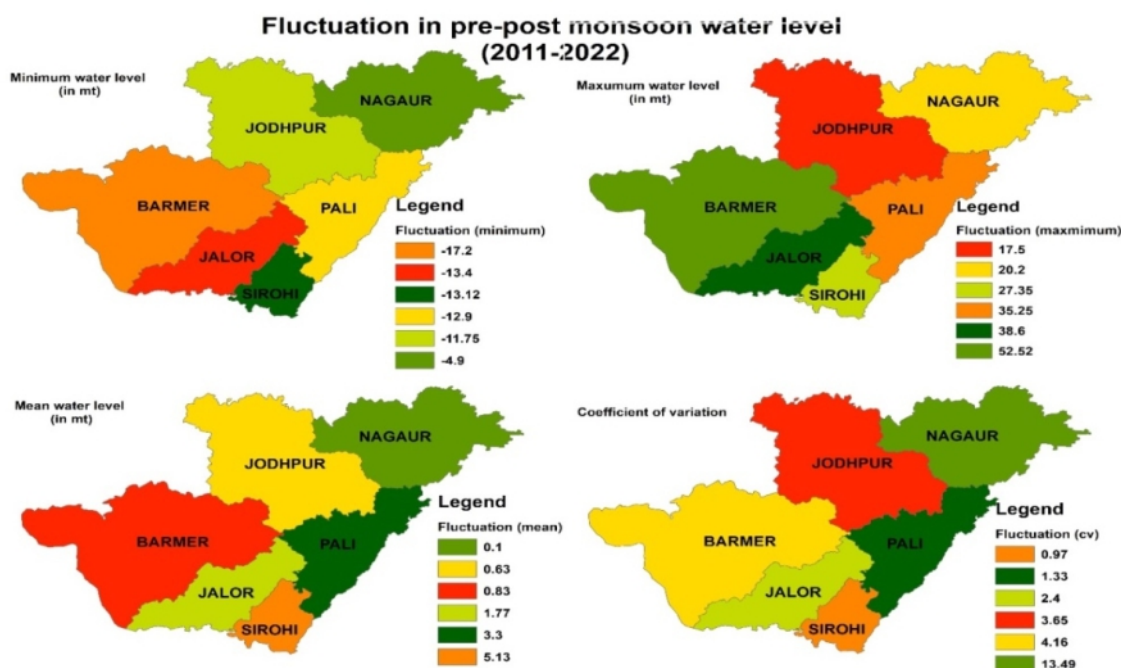 Fluctuation in pre-post monsoon water level
(2011-2022)
Minimum water level
(in mt)
NAGAUR
JODHPUR
BARMER
PALI
JALOR
SIROHI
Legend
Fluctuation (minimum)
-17.2
-13.4
-13.12
-12.9
-11.75
-4.9
Maxumum water level
(in mt)
NAGAUR
JODHPUR
BARMER
PALI
JALOR
SIROHI
Legend
Fluctuation (maxmimum)
17.5
20.2
27.35
35.25
38.6
52.52
Mean water level
(in mt)
NAGAUR
JODHPUR
BARMER
PALI
JALOR
SIROHI
Legend
Fluctuation (mean)
0.1
0.63
0.83
1.77
3.3
5.13
Coefficient of variation
NAGAUR
JODHPUR
BARMER
PALI
JALOR
SIROHI
Legend
Fluctuation (cv)
0.97
1.33
2.4
3.65
4.16
13.49